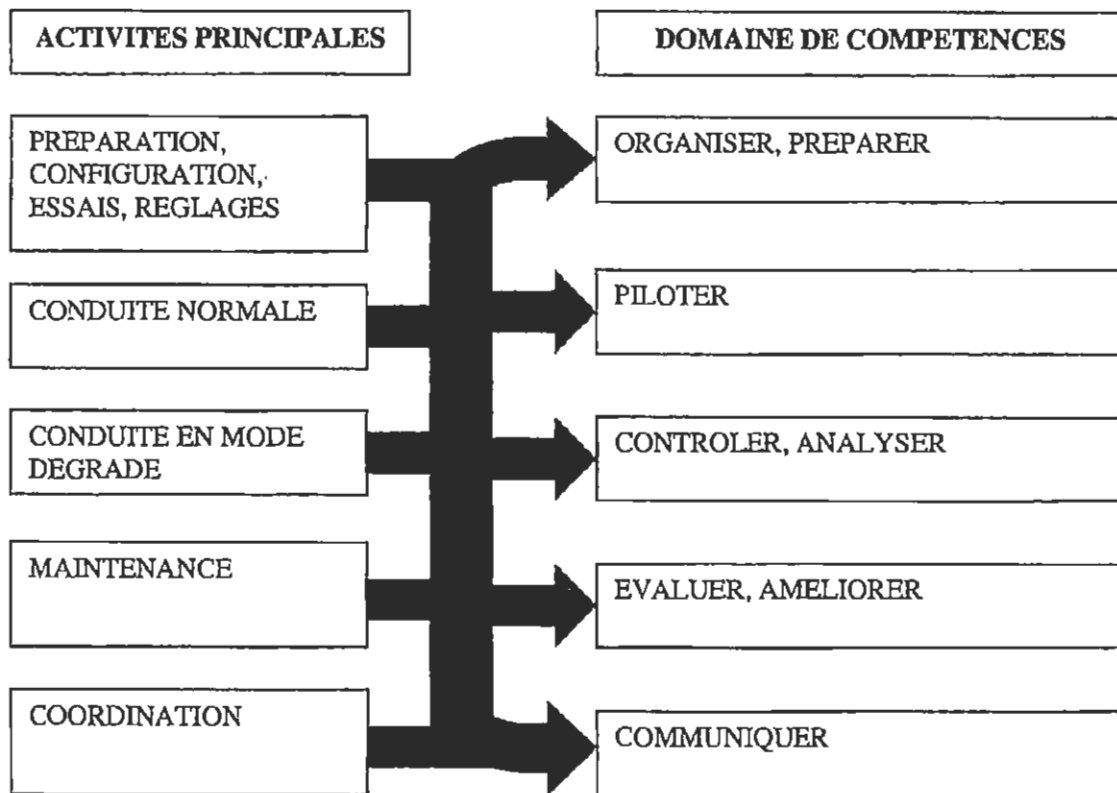 ACTIVITES PRINCIPALES
DOMAINE DE COMPETENCES
PREPARATION,
CONFIGURATION,
ESSAIS, REGLAGES
ORGANISER, PREPARER
CONDUITE NORMALE
PILOTER
CONDUITE EN MODE
DEGRADE
CONTROLER, ANALYSER
MAINTENANCE
EVALUER, AMELIORER
COORDINATION
COMMUNIQUER